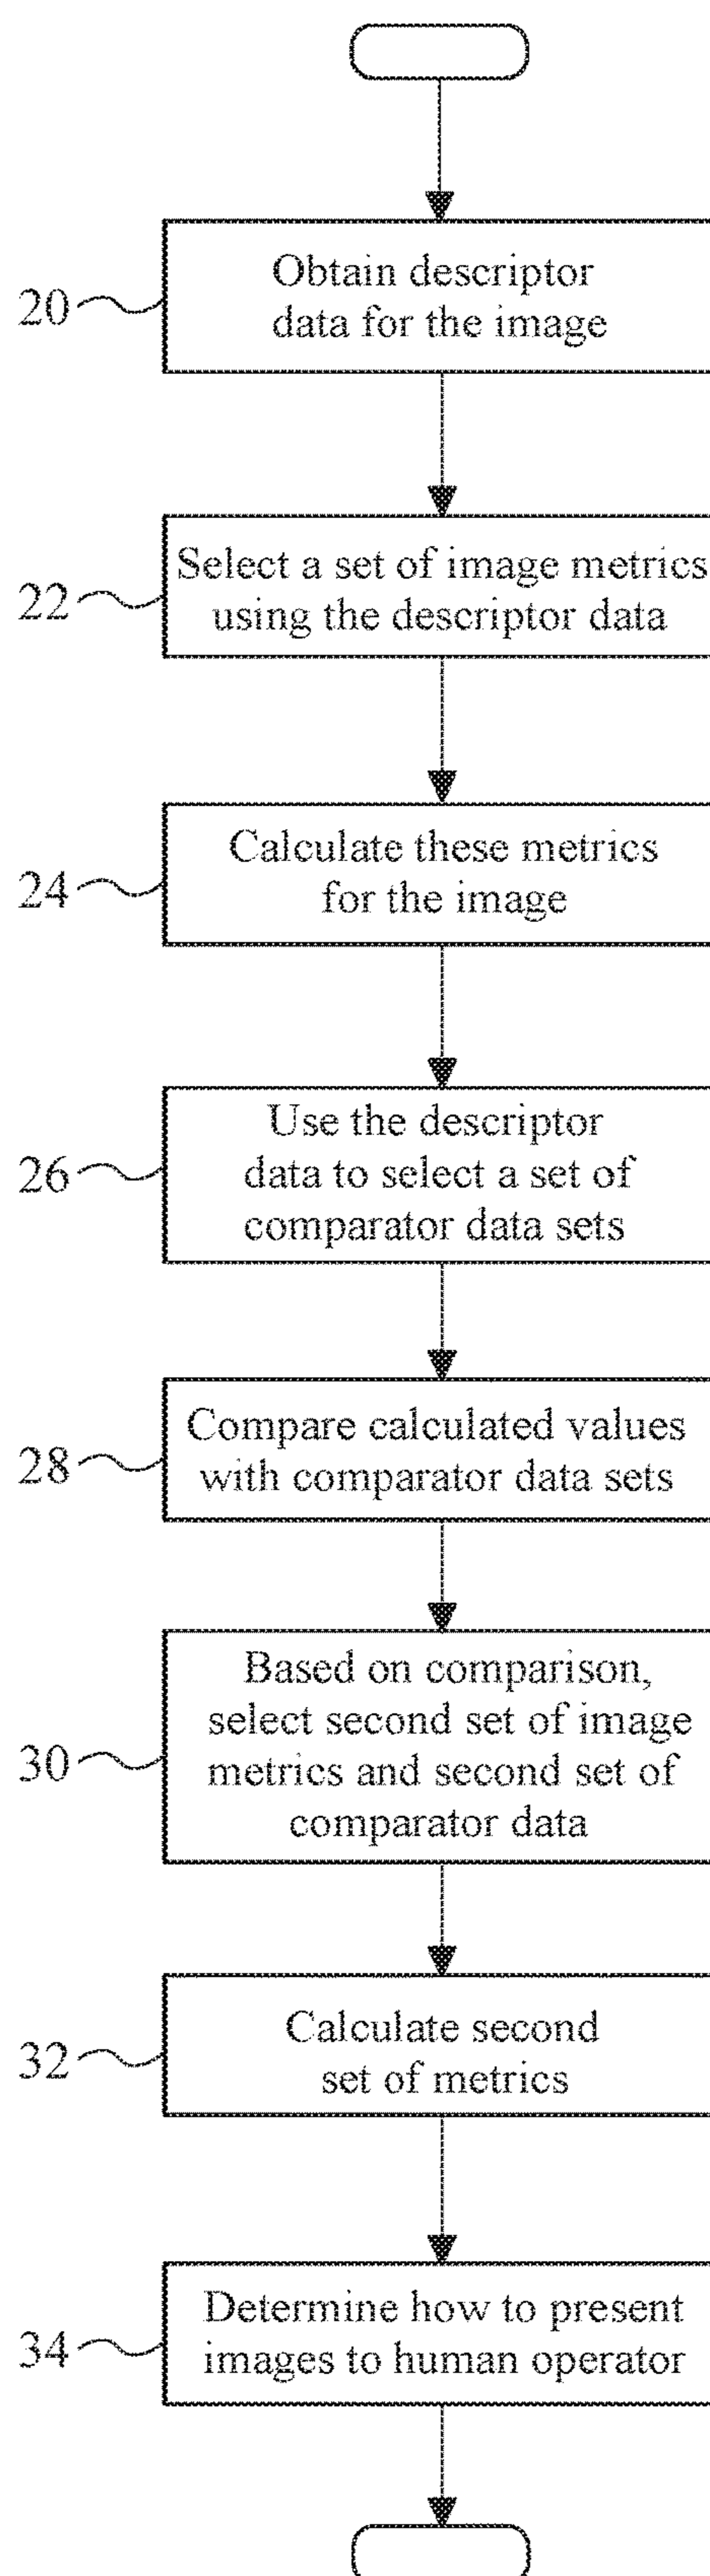 20
Obtain descriptor
data for the image
22
Select a set of image metrics
using the descriptor data
24
Calculate these metrics
for the image
26
Use the descriptor
data to select a set of
comparator data sets
28
Compare calculated values
with comparator data sets
30
Based on comparison,
select second set of image
metrics and second set of
comparator data
32
Calculate second
set of metrics
34
Determine how to present
images to human operator